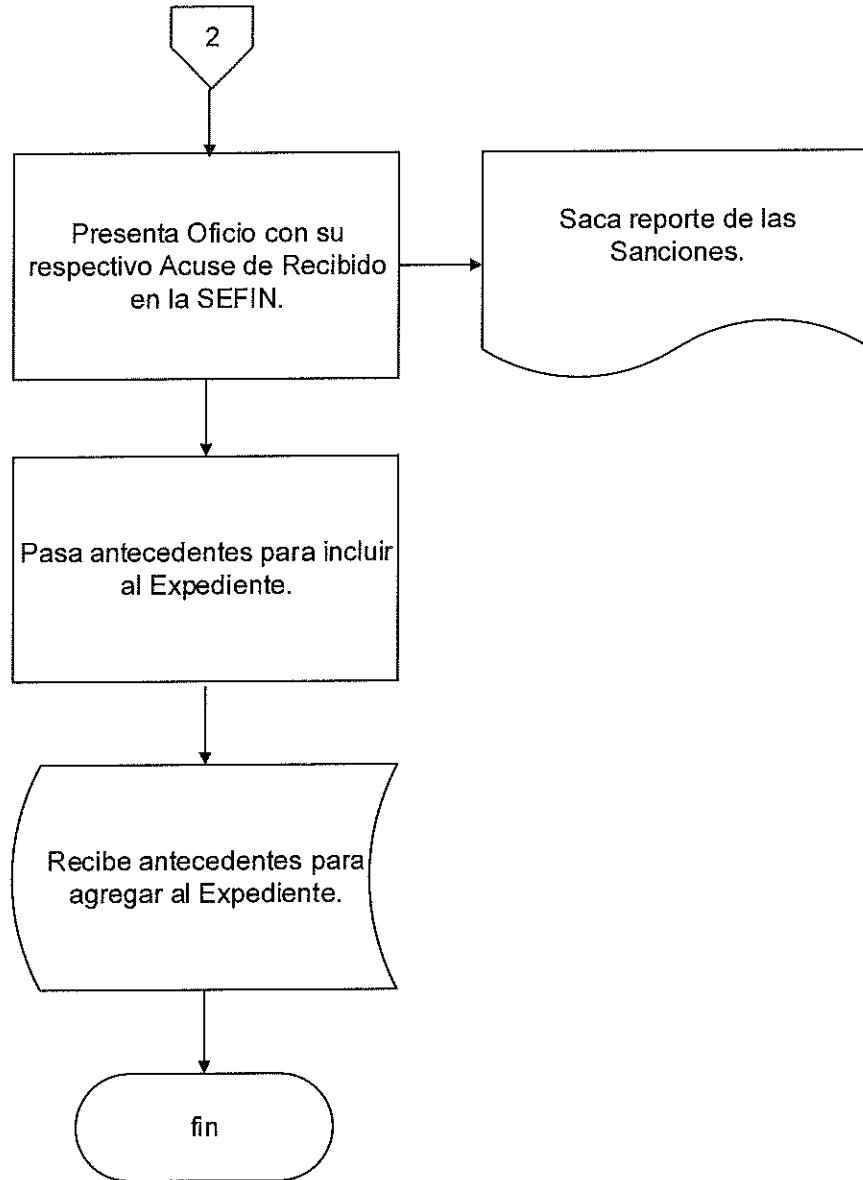 2
Presenta Oficio con su
respectivo Acuse de Recibido
en la SEFIN.
Saca reporte de las
Sanciones.
Pasa antecedentes para incluir
al Expediente.
Recibe antecedentes para
agregar al Expediente.
fin